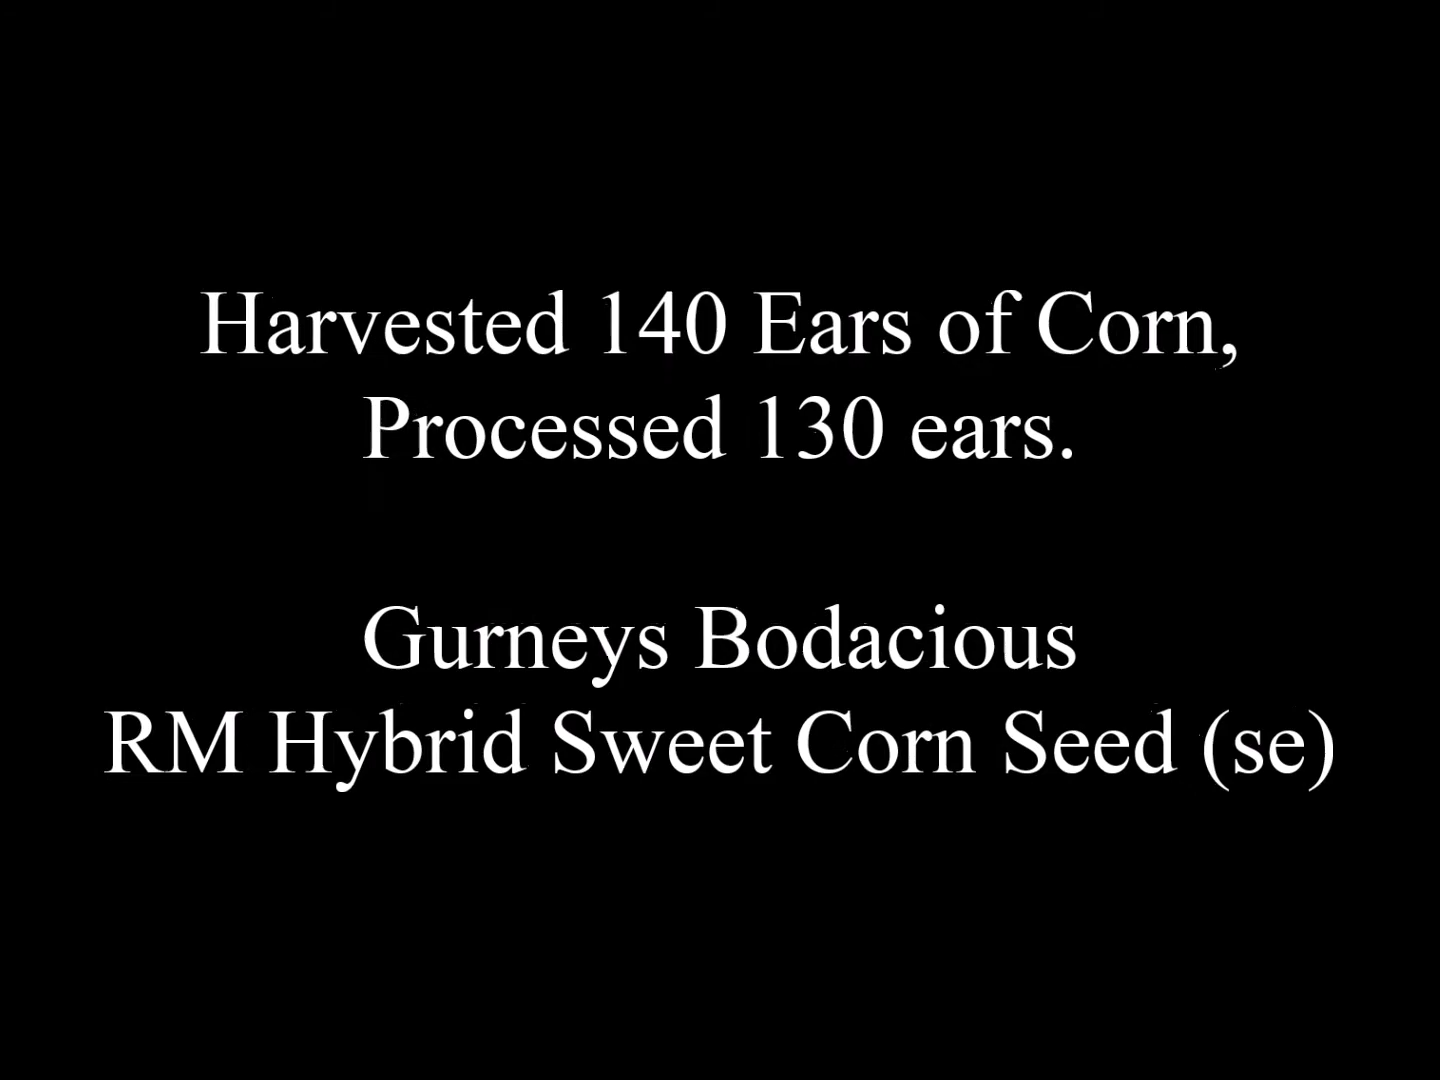 Harvested 140 Ears of Corn,
Processed 130 ears.
Gurneys Bodacious
RM Hybrid Sweet Corn Seed (se)